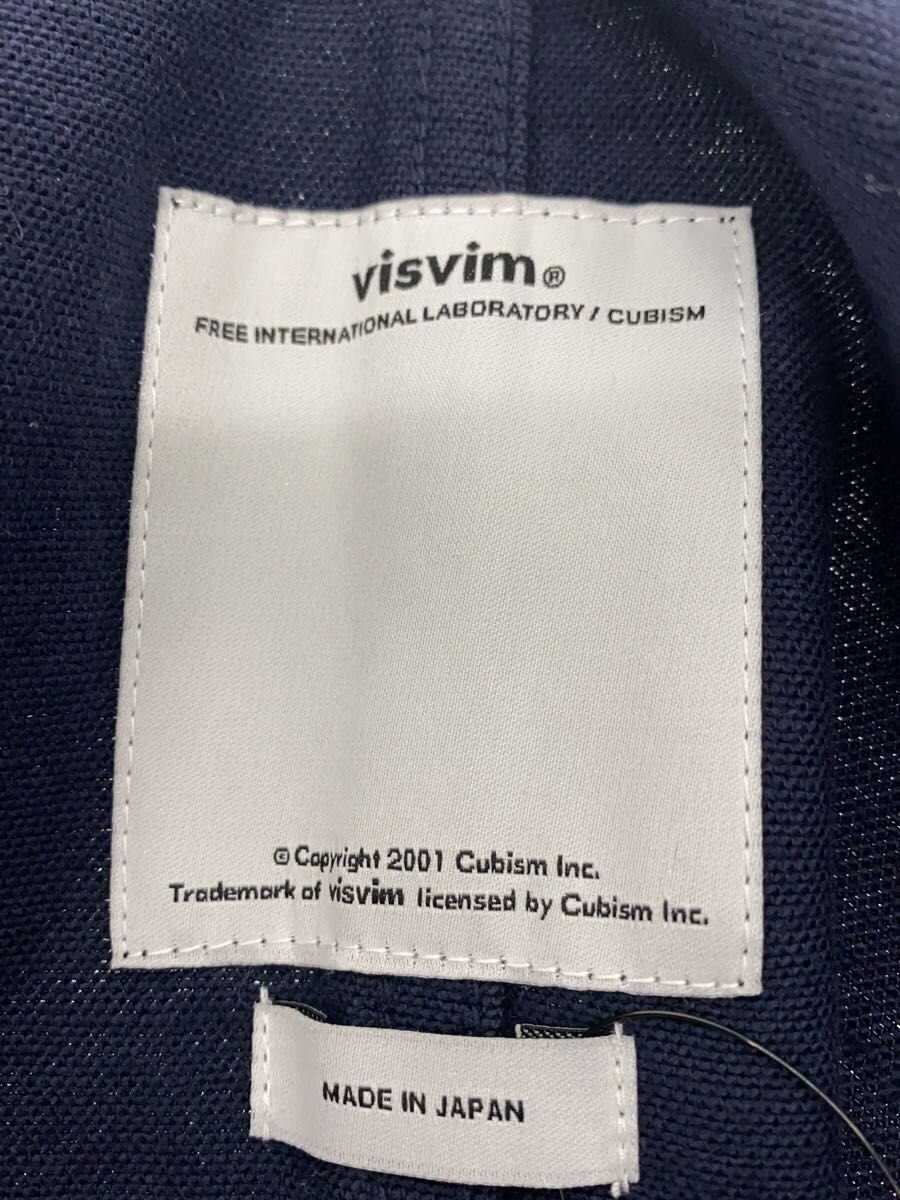 visvim®
FREE INTERNATIONAL LABORATORY / CUBISM
© Copyright 2001 Cubism Inc.
Trademark of visvim licensed by Cubism Inc.
MADE IN JAPAN